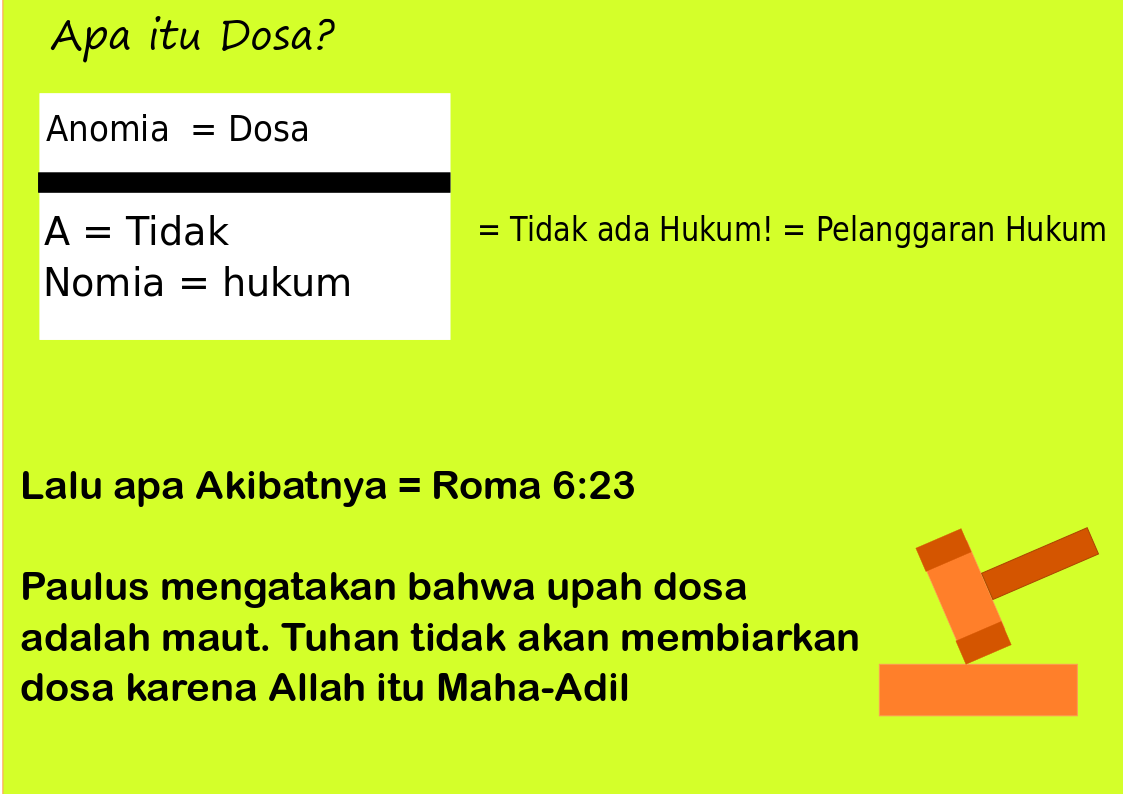 Apa itu Dosa?
Anomia = Dosa
A = Tidak
Nomia = hukum
= Tidak ada Hukum! = Pelanggaran Hukum
Lalu apa Akibatnya = Roma 6:23
Paulus mengatakan bahwa upah dosa
adalah maut. Tuhan tidak akan membiarkan
dosa karena Allah itu Maha-Adil